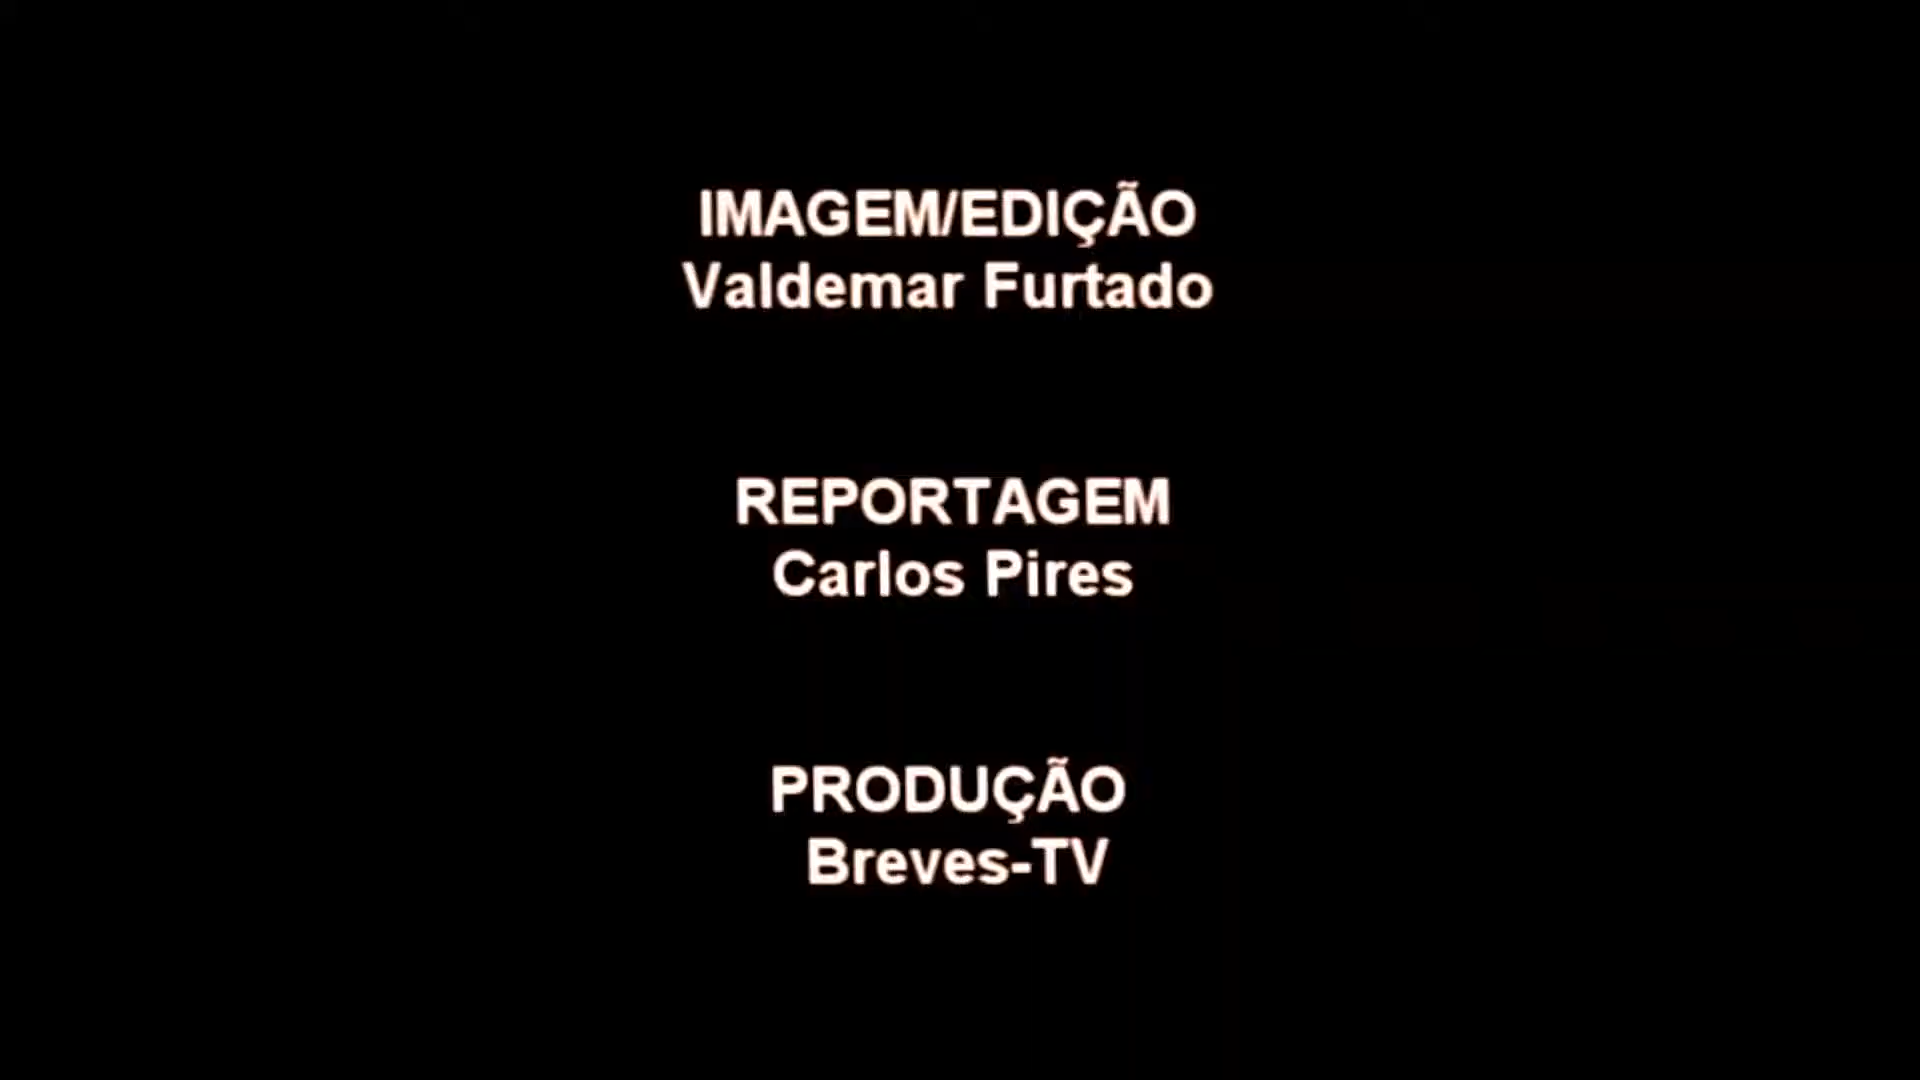 IMAGEM/EDIÇÃO
Valdemar Furtado
REPORTAGEM
Carlos Pires
PRODUÇÃO
Breves-TV